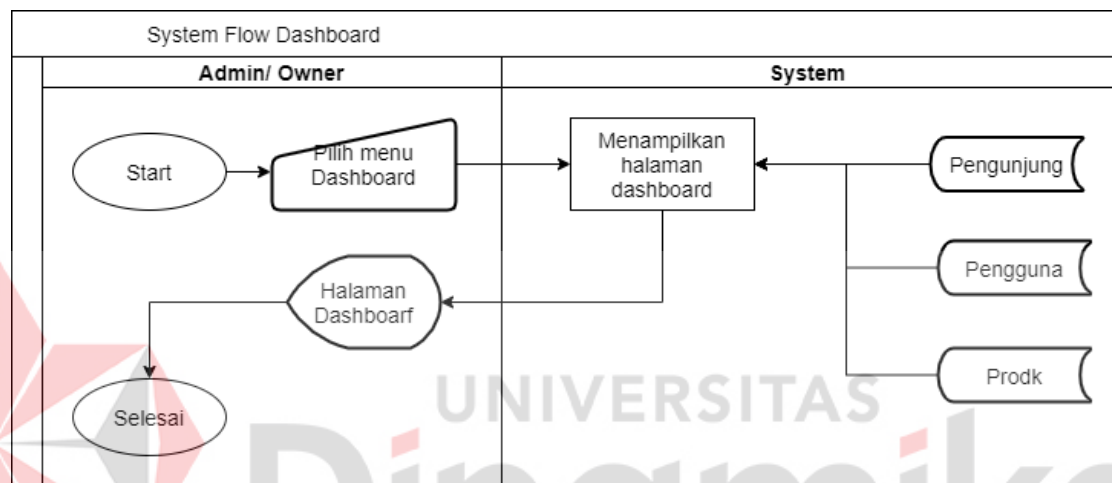 System Flow Dashboard
Admin/ Owner
System
Start
Pilih menu
Dashboard
Menampilkan
halaman
dashboard
Pengunjung
Pengguna
Prodk
Halaman
Dashboarf
Selesai
UNIVERSITAS
Dinamika